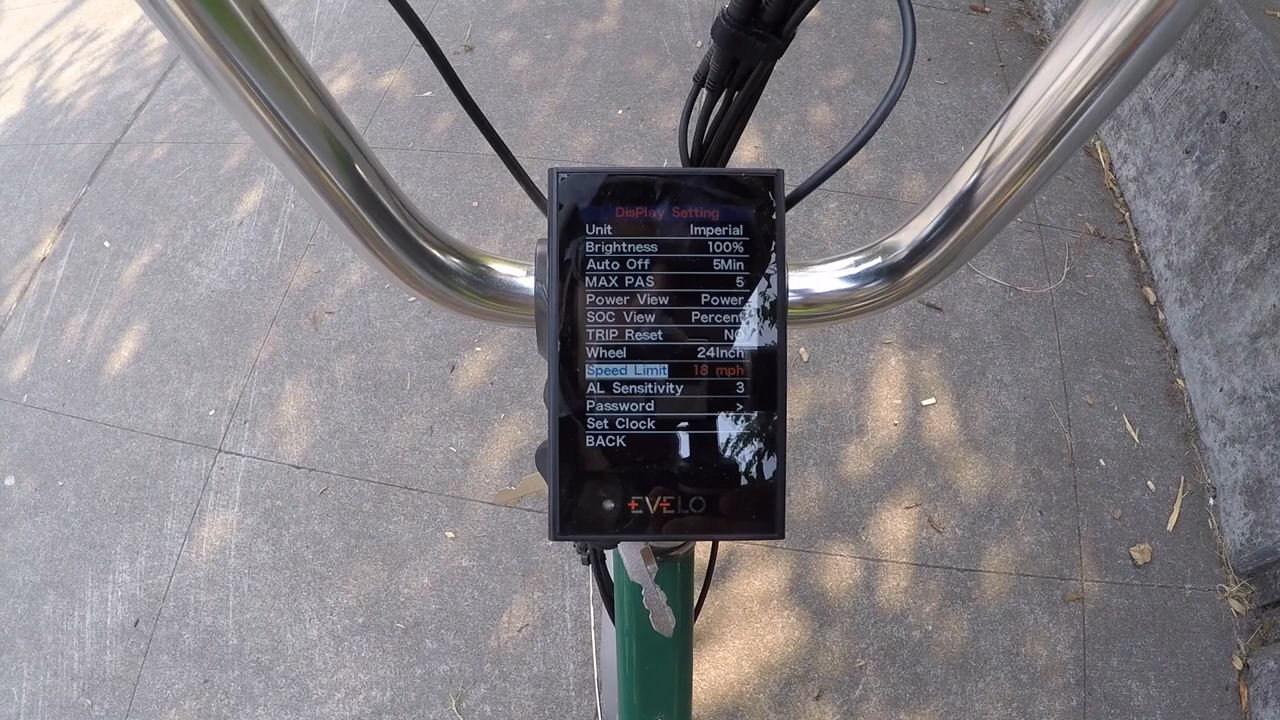 DisPlay Setting
Unit Imperial
Brightness 100%
Auto Off 5Min
MAX PAS 5
Power View Power
SOC View Percent
TRIP Reset NO
Wheel 24Inch
Speed Limit 18 mph
AL Sensitivity 3
Password >
Set Clock
BACK
EVELO